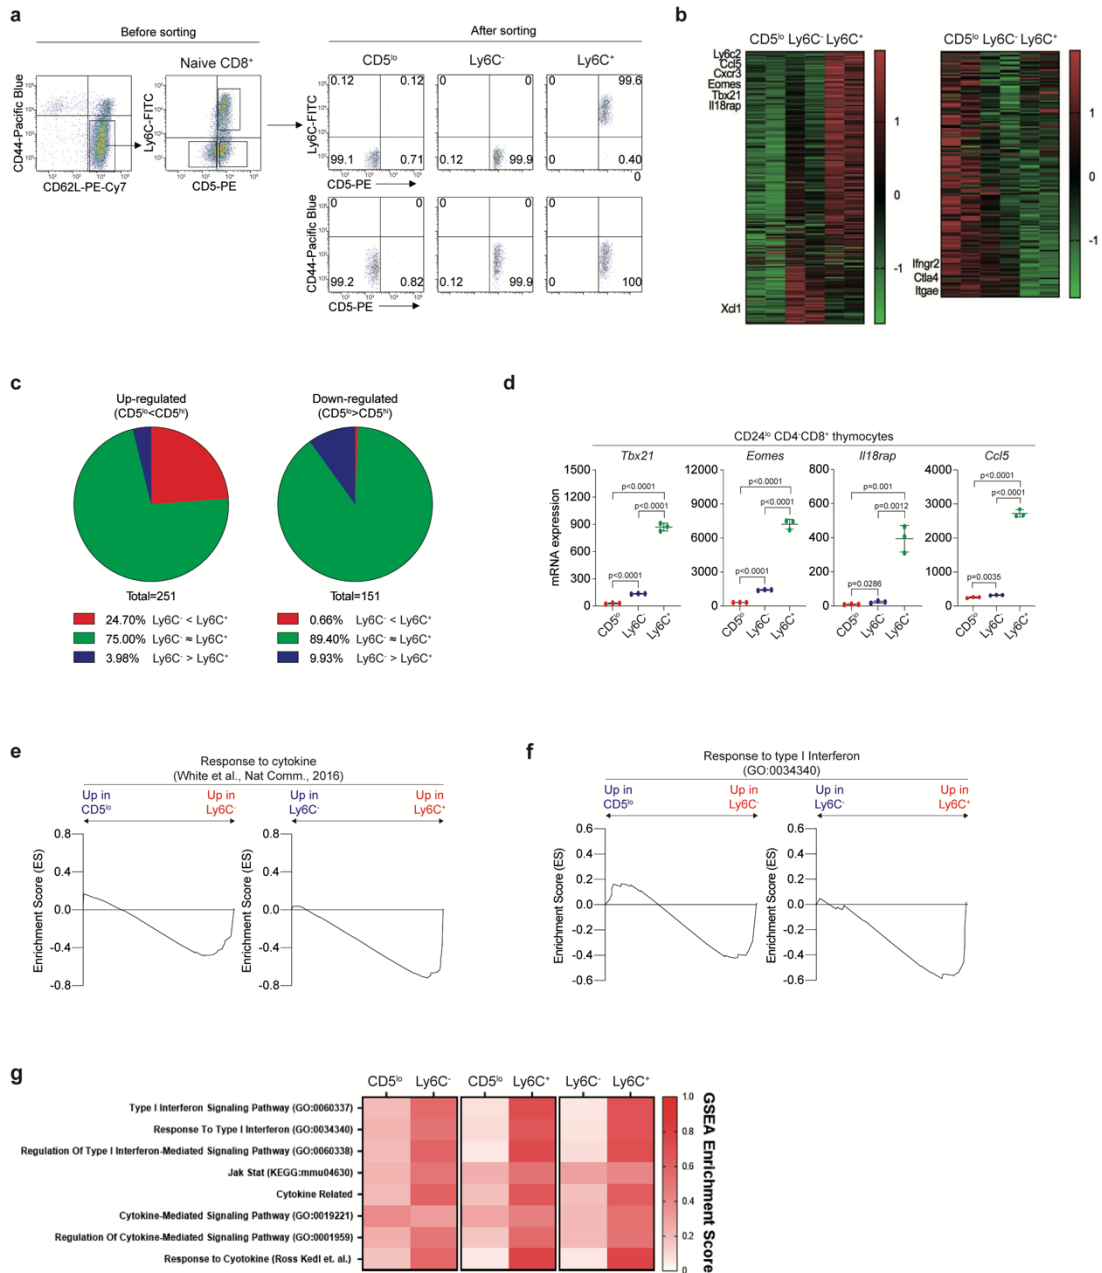 a
Before sorting
After sorting
Naive CD8⁺
CD5ˡᵒ
Ly6C⁻
Ly6C⁺
CD44-Pacific Blue
CD62L-PE-Cy7
Ly6C-FITC
CD5-PE
Ly6C-FITC
0.12 0.12
99.1 0.71
0 0
0.12 99.9
0 99.6
0 0.40
0
CD5-PE
CD44-Pacific Blue
0 0
99.2 0.82
0 0
0.12 99.9
0 0
0 100
CD5-PE
b
CD5ˡᵒ Ly6C⁻ Ly6C⁺
Ly6c2
Ccl5
Cxcr3
Eomes
Tbx21
Il18rap
Xcl1
1
0
-1
CD5ˡᵒ Ly6C⁻ Ly6C⁺
Ifngr2
Ctla4
Itgae
1
0
-1
c
Up-regulated
(CD5ˡᵒ<CD5ʰⁱ)
Total=251
24.70% Ly6C⁻ < Ly6C⁺
75.00% Ly6C⁻ ≈ Ly6C⁺
3.98% Ly6C⁻ > Ly6C⁺
Down-regulated
(CD5ˡᵒ>CD5ʰⁱ)
Total=151
0.66% Ly6C⁻ < Ly6C⁺
89.40% Ly6C⁻ ≈ Ly6C⁺
9.93% Ly6C⁻ > Ly6C⁺
d
CD24ˡᵒ CD4⁻CD8⁺ thymocytes
mRNA expression
Tbx21
1500
1200
900
600
300
0
p<0.0001
p<0.0001
p<0.0001
CD5ˡᵒ Ly6C⁻ Ly6C⁺
Eomes
12000
9000
6000
3000
0
p<0.0001
p<0.0001
p<0.0001
CD5ˡᵒ Ly6C⁻ Ly6C⁺
Il18rap
800
600
400
200
0
p=0.001
p=0.0012
p=0.0286
CD5ˡᵒ Ly6C⁻ Ly6C⁺
Ccl5
4000
3000
2000
1000
0
p<0.0001
p<0.0001
p=0.0035
CD5ˡᵒ Ly6C⁻ Ly6C⁺
e
Response to cytokine
(White et al., Nat Comm., 2016)
Up in
CD5ˡᵒ
Up in
Ly6C⁻
Enrichment Score (ES)
0.8
0.4
0.0
-0.4
-0.8
Up in
Ly6C⁻
Up in
Ly6C⁺
Enrichment Score (ES)
0.8
0.4
0.0
-0.4
-0.8
f
Response to type I Interferon
(GO:0034340)
Up in
CD5ˡᵒ
Up in
Ly6C⁻
Enrichment Score (ES)
0.6
0.4
0.2
0.0
-0.2
-0.4
-0.6
Up in
Ly6C⁻
Up in
Ly6C⁺
Enrichment Score (ES)
0.6
0.4
0.2
0.0
-0.2
-0.4
-0.6
g
CD5ˡᵒ Ly6C⁻ CD5ˡᵒ Ly6C⁺ Ly6C⁻ Ly6C⁺
Type I Interferon Signaling Pathway (GO:0060337)
Response To Type I Interferon (GO:0034340)
Regulation Of Type I Interferon-Mediated Signaling Pathway (GO:0060338)
Jak Stat (KEGG:mmu04630)
Cytokine Related
Cytokine-Mediated Signaling Pathway (GO:0019221)
Regulation Of Cytokine-Mediated Signaling Pathway (GO:0001959)
Response to Cyotokine (Ross Kedl et. al.)
1.0
0.8
0.6
0.4
0.2
0
GSEA Enrichment Score